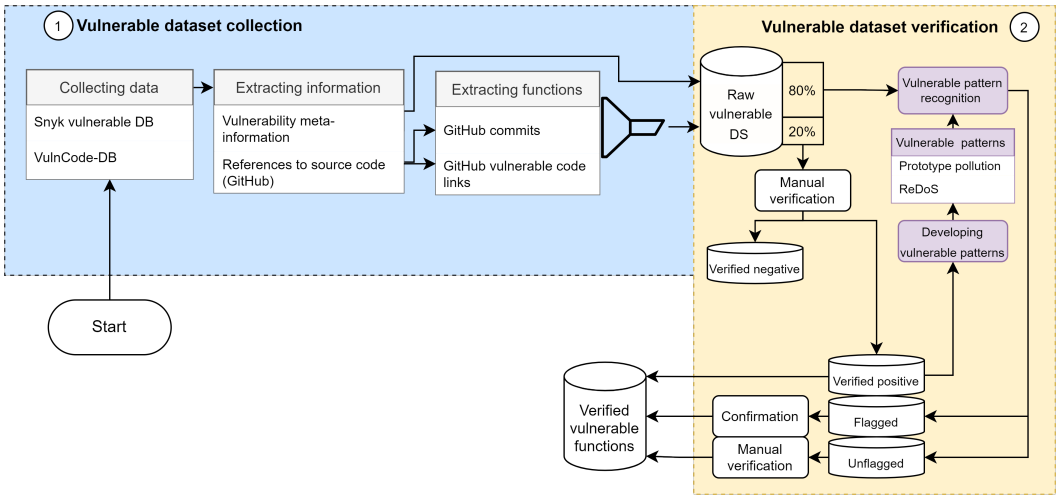 1 Vulnerable dataset collection
Collecting data
Snyk vulnerable DB
VulnCode-DB
Extracting information
Vulnerability meta-
information
References to source code
(GitHub)
Extracting functions
GitHub commits
GitHub vulnerable code
links
Start
Vulnerable dataset verification 2
Raw
vulnerable
DS
80%
20%
Manual
verification
Verified negative
Vulnerable pattern
recognition
Vulnerable patterns
Prototype pollution
ReDoS
Developing
vulnerable patterns
Verified positive
Flagged
Unflagged
Confirmation
Manual
verification
Verified
vulnerable
functions